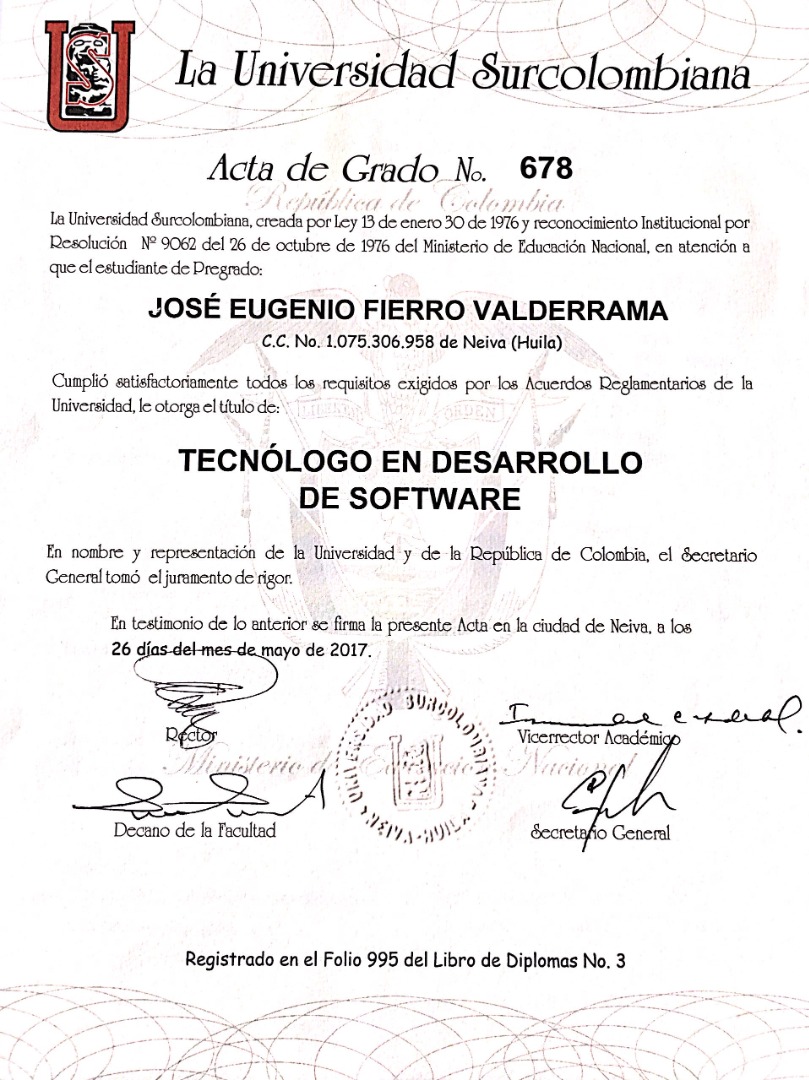 La Universidad Surcolombiana
Acta de Grado No. 678
República de Colombia
La Universidad Surcolombiana, creada por Ley 13 de enero 30 de 1976 y reconocimiento Institucional por
Resolución Nº 9062 del 26 de octubre de 1976 del Ministerio de Educación Nacional, en atención a
que el estudiante de Pregrado:
JOSÉ EUGENIO FIERRO VALDERRAMA
C.C. No. 1.075.306.958 de Neiva (Huila)
Cumplió satisfactoriamente todos los requisitos exigidos por los Acuerdos Reglamentarios de la
Universidad, le otorga el título de:
LIBERTAD ORDEN
TECNÓLOGO EN DESARROLLO
DE SOFTWARE
En nombre y representación de la Universidad y de la República de Colombia, el Secretario
General tomó el juramento de rigor.
En testimonio de lo anterior se firma la presente Acta en la ciudad de Neiva, a los
26 días del mes de mayo de 2017.
Rector
Vicerrector Académico
UNIVERSIDAD SURCOLOMBIANA
NEIVA-HUILA
Ministerio de Educación Nacional
Decano de la Facultad
Secretario General
Registrado en el Folio 995 del Libro de Diplomas No. 3